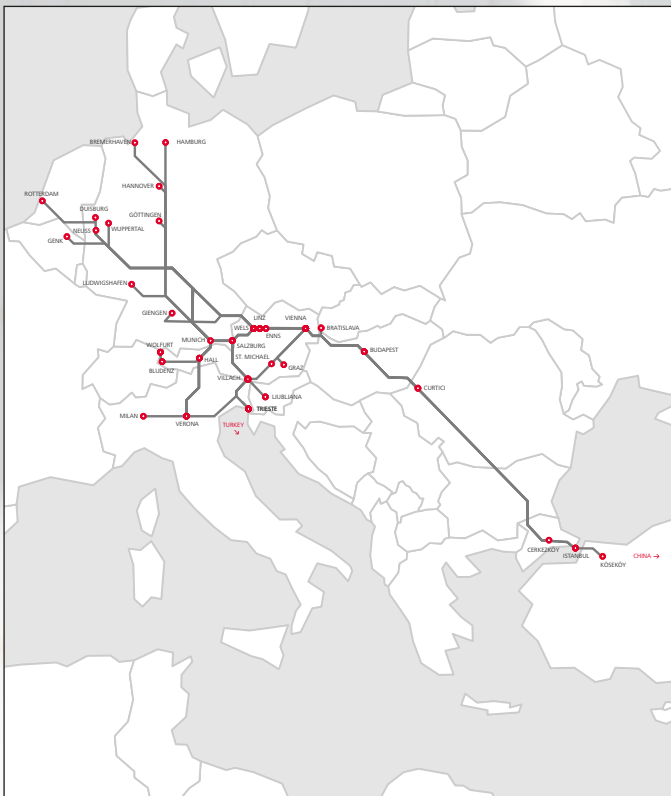 BREMERHAVEN
HAMBURG
HANNOVER
ROTTERDAM
DUISBURG
GÖTTINGEN
NEUSS
WUPPERTAL
GENK
LUDWIGSHAFEN
GIENGEN
LINZ
VIENNA
WELS
BRATISLAVA
ENNS
MUNICH
SALZBURG
WOLFURT
BUDAPEST
ST. MICHAEL
HALL
BLUDENZ
GRAZ
VILLACH
CURTICI
LJUBLJANA
MILAN
TRIESTE
VERONA
TURKEY ↘
CERKEZKÖY
ISTANBUL
CHINA →
KÖSEKÖY